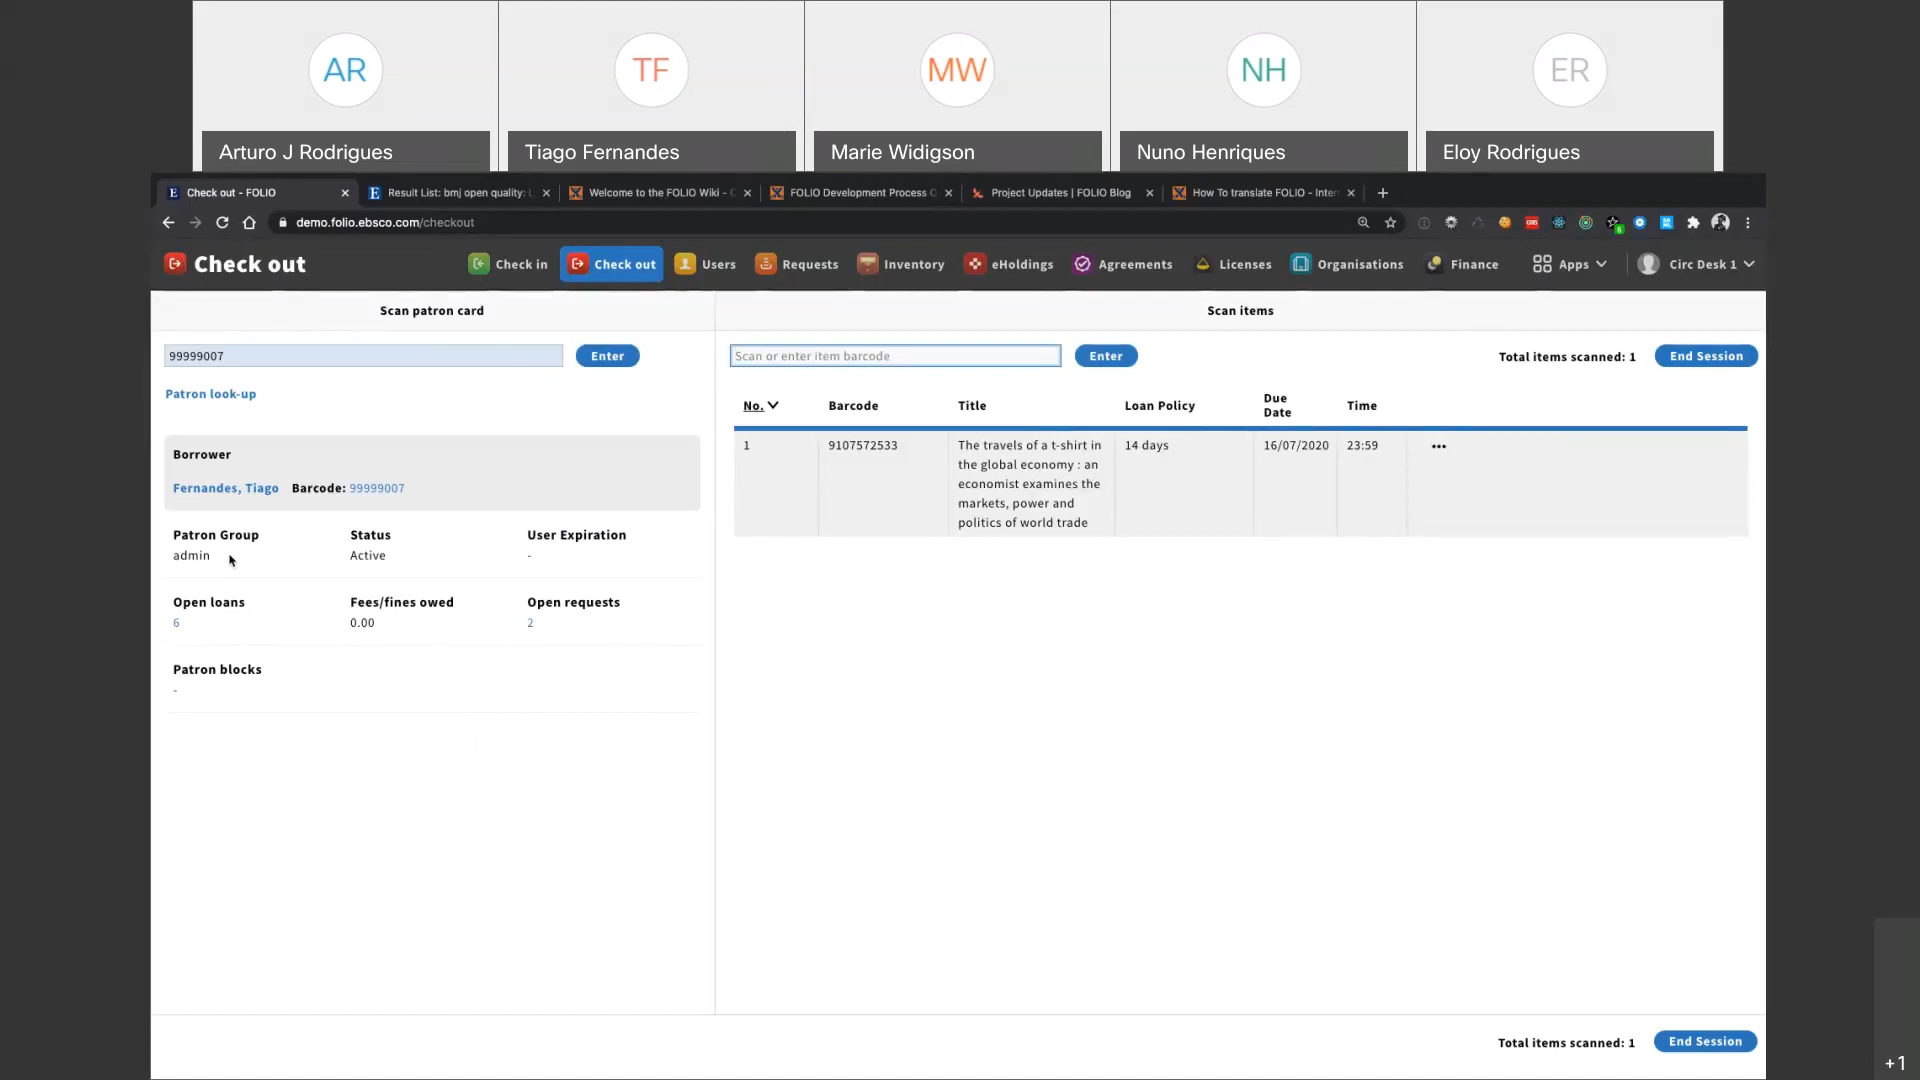 AR
TF
MW
NH
ER
Arturo J Rodrigues
Tiago Fernandes
Marie Widigson
Nuno Henriques
Eloy Rodrigues
Check out - FOLIO
Result List: bmj open quality:
Welcome to the FOLIO Wiki -
FOLIO Development Process
Project Updates | FOLIO Blog
How To translate FOLIO - Inter
demo.folio.ebsco.com/checkout
Check out
Check in
Check out
Users
Requests
Inventory
eHoldings
Agreements
Licenses
Organisations
Finance
Apps
Circ Desk 1
Scan patron card
Scan items
99999007
Enter
Scan or enter item barcode
Enter
Total items scanned: 1
End Session
Patron look-up
No.
Barcode
Title
Loan Policy
Due
Date
Time
1
9107572533
The travels of a t-shirt in
the global economy : an
economist examines the
markets, power and
politics of world trade
14 days
16/07/2020
23:59
•••
Borrower
Fernandes, Tiago
Barcode: 99999007
Patron Group
Status
User Expiration
admin
Active
-
Open loans
Fees/fines owed
Open requests
6
0.00
2
Patron blocks
-
Total items scanned: 1
End Session
+1